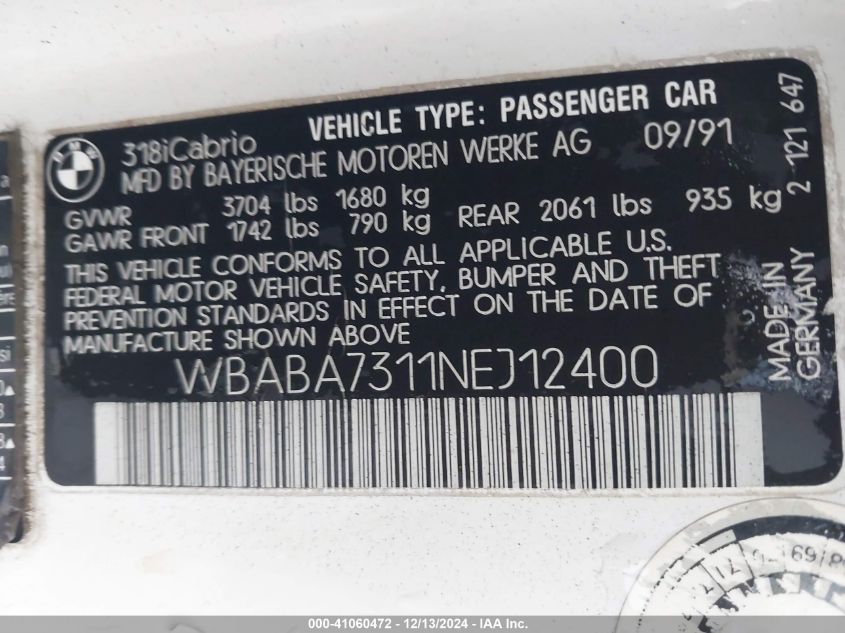 BMW
318iCabrio
VEHICLE TYPE: PASSENGER CAR
MFD BY BAYERISCHE MOTOREN WERKE AG 09/91
GVWR 3704 lbs 1680 kg
GAWR FRONT 1742 lbs 790 kg REAR 2061 lbs 935 kg
THIS VEHICLE CONFORMS TO ALL APPLICABLE U.S.
FEDERAL MOTOR VEHICLE SAFETY, BUMPER AND THEFT
PREVENTION STANDARDS IN EFFECT ON THE DATE OF
MANUFACTURE SHOWN ABOVE
WBABA7311NEJ12400
MADE IN
GERMANY
2 121 647
000-41060472 - 12/13/2024 - IAA Inc.